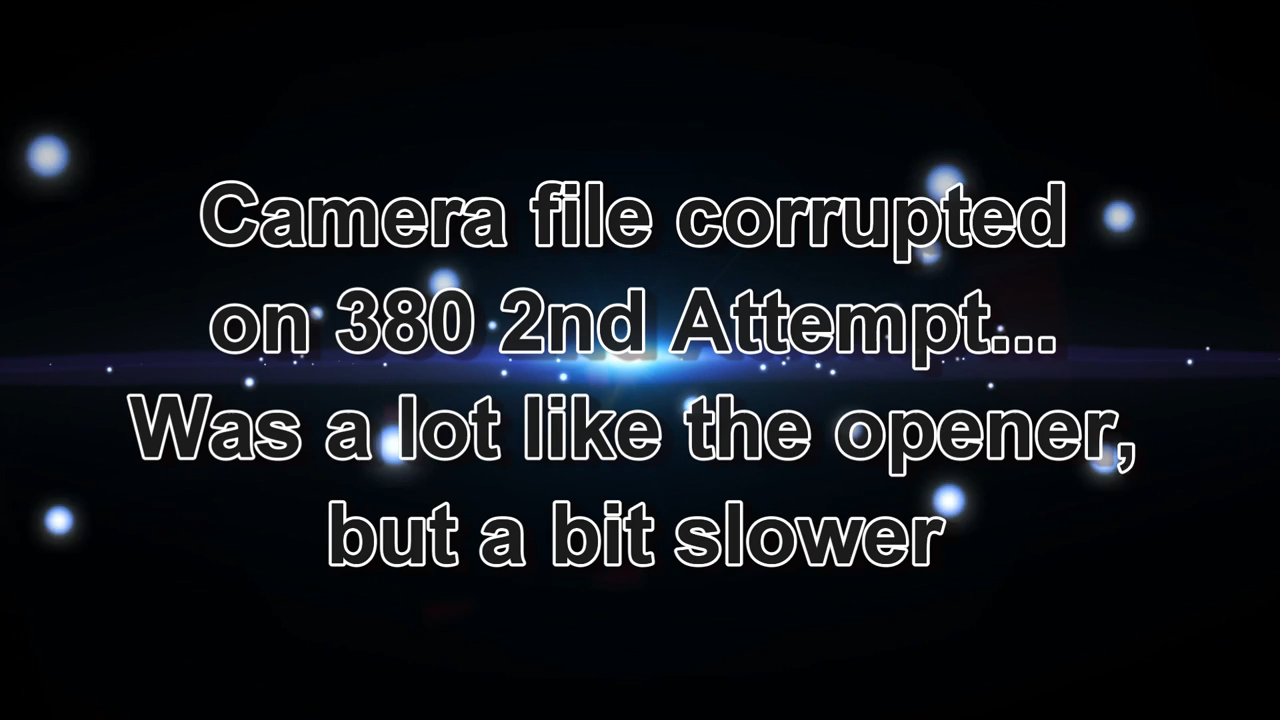 Camera file corrupted
on 380 2nd Attempt...
Was a lot like the opener,
but a bit slower